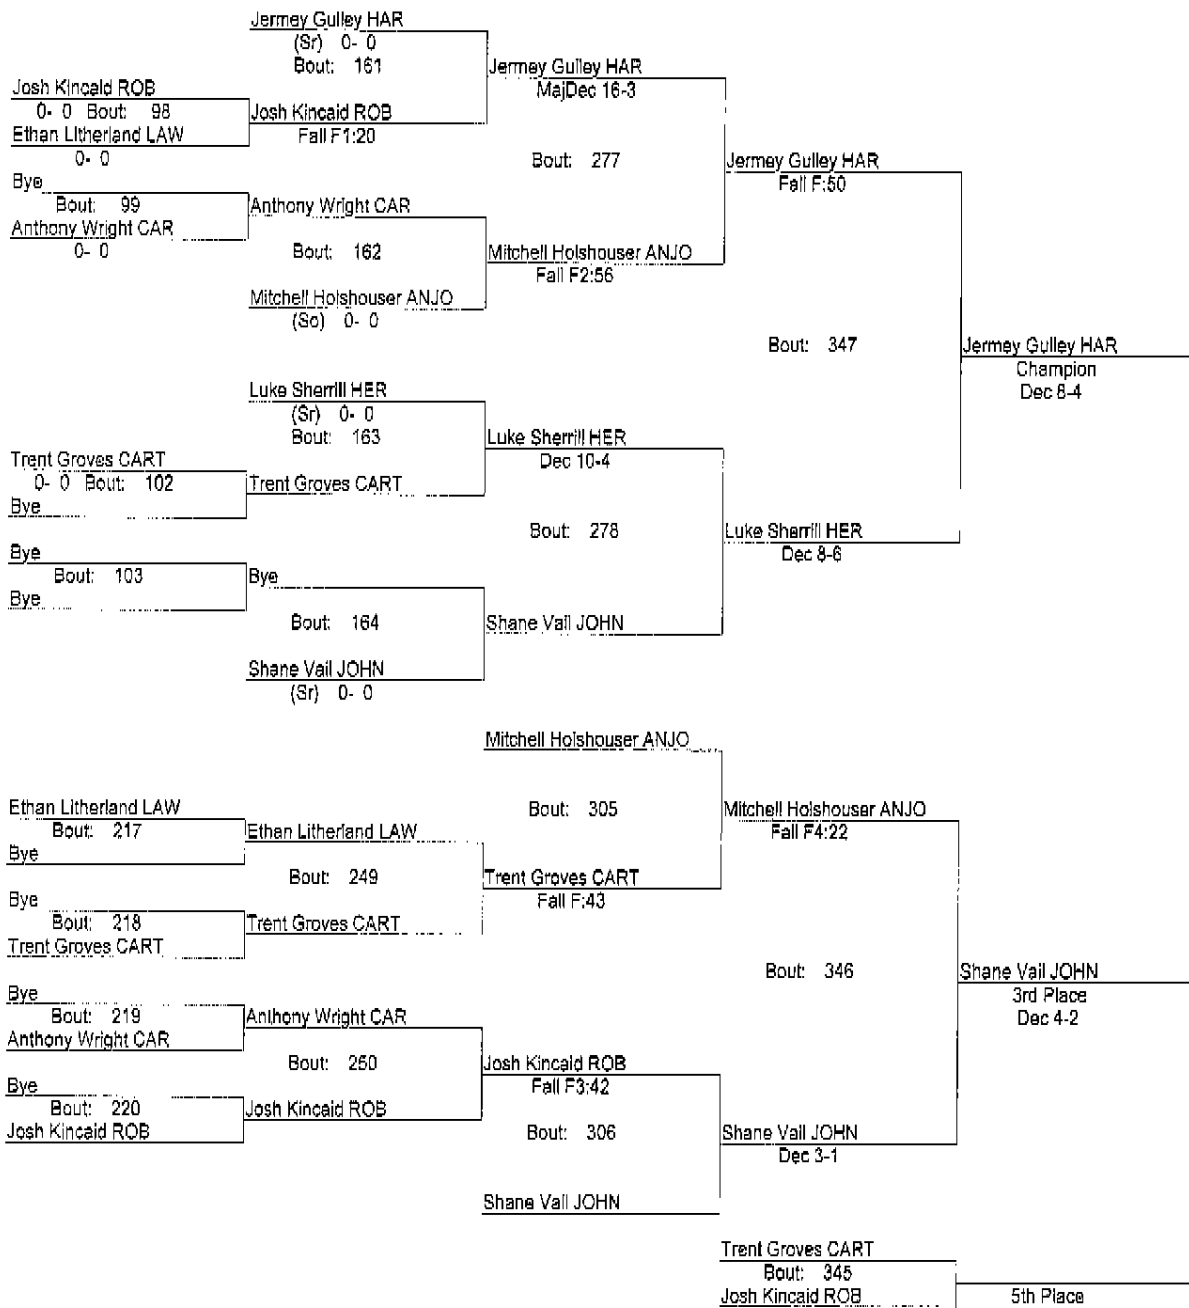 Jermey Gulley HAR
(Sr) 0- 0
Bout: 161
Jermey Gulley HAR
MajDec 16-3
Josh Kincaid ROB
0- 0 Bout: 98
Josh Kincaid ROB
Fall F1:20
Ethan Litherland LAW
0- 0
Bout: 277
Jermey Gulley HAR
Fall F:50
Bye
Bout: 99
Anthony Wright CAR
Anthony Wright CAR
0- 0
Bout: 162
Mitchell Holshouser ANJO
Fall F2:56
Mitchell Holshouser ANJO
(So) 0- 0
Bout: 347
Jermey Gulley HAR
Champion
Dec 8-4
Luke Sherrill HER
(Sr) 0- 0
Bout: 163
Luke Sherrill HER
Dec 10-4
Trent Groves CART
0- 0 Bout: 102
Trent Groves CART
Bye
Bout: 278
Luke Sherrill HER
Dec 8-6
Bye
Bout: 103
Bye
Bye
Bout: 164
Shane Vail JOHN
Shane Vail JOHN
(Sr) 0- 0
Mitchell Holshouser ANJO
Bout: 305
Mitchell Holshouser ANJO
Fall F4:22
Ethan Litherland LAW
Bout: 217
Ethan Litherland LAW
Bye
Bout: 249
Trent Groves CART
Fall F:43
Bye
Bout: 218
Trent Groves CART
Trent Groves CART
Bout: 346
Shane Vail JOHN
3rd Place
Dec 4-2
Bye
Bout: 219
Anthony Wright CAR
Anthony Wright CAR
Bout: 250
Josh Kincaid ROB
Fall F3:42
Bye
Bout: 220
Josh Kincaid ROB
Josh Kincaid ROB
Bout: 306
Shane Vail JOHN
Dec 3-1
Shane Vail JOHN
Trent Groves CART
Bout: 345
Josh Kincaid ROB
5th Place